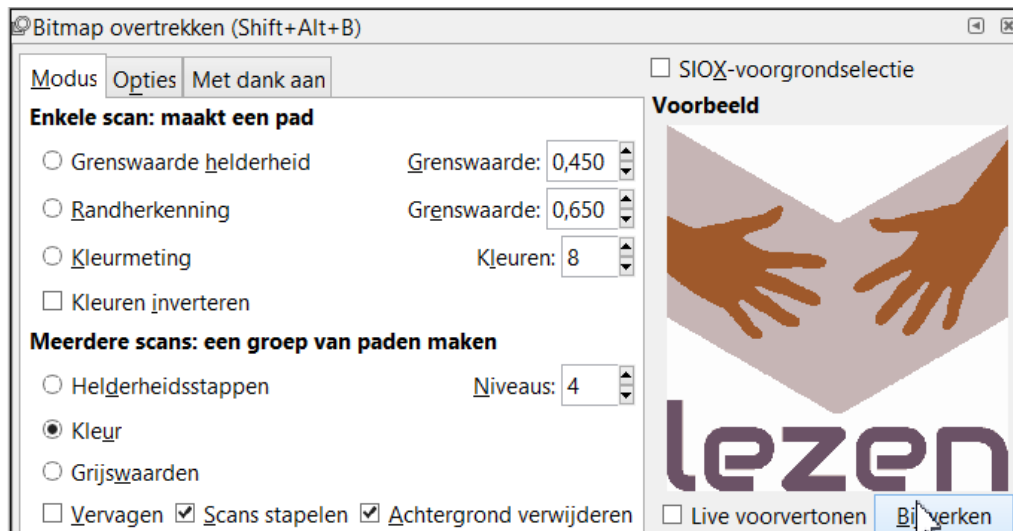 Bitmap overtrekken (Shift+Alt+B)
Modus Opties Met dank aan
Enkele scan: maakt een pad
Grenswaarde helderheid Grenswaarde: 0,450
Randherkenning Grenswaarde: 0,650
Kleurmeting Kleuren: 8
Kleuren inverteren
Meerdere scans: een groep van paden maken
Helderheidsstappen Niveaus: 4
Kleur
Grijswaarden
Vervagen Scans stapelen Achtergrond verwijderen
SIOX-voorgrondselectie
Voorbeeld
lezen
Live voorvertonen